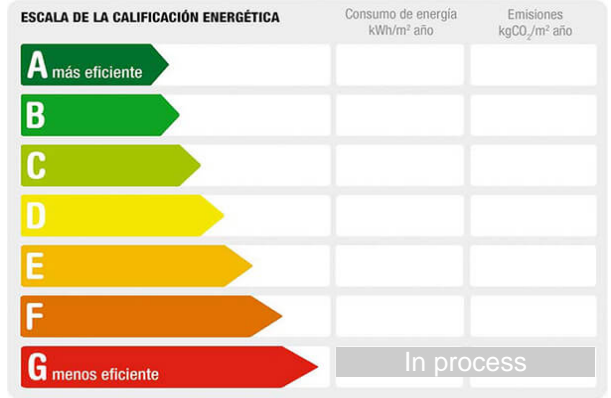 ESCALA DE LA CALIFICACIÓN ENERGÉTICA
Consumo de energía
kWh/m² año
Emisiones
kgCO₂/m² año
A más eficiente
B
C
D
E
F
G menos eficiente
In process